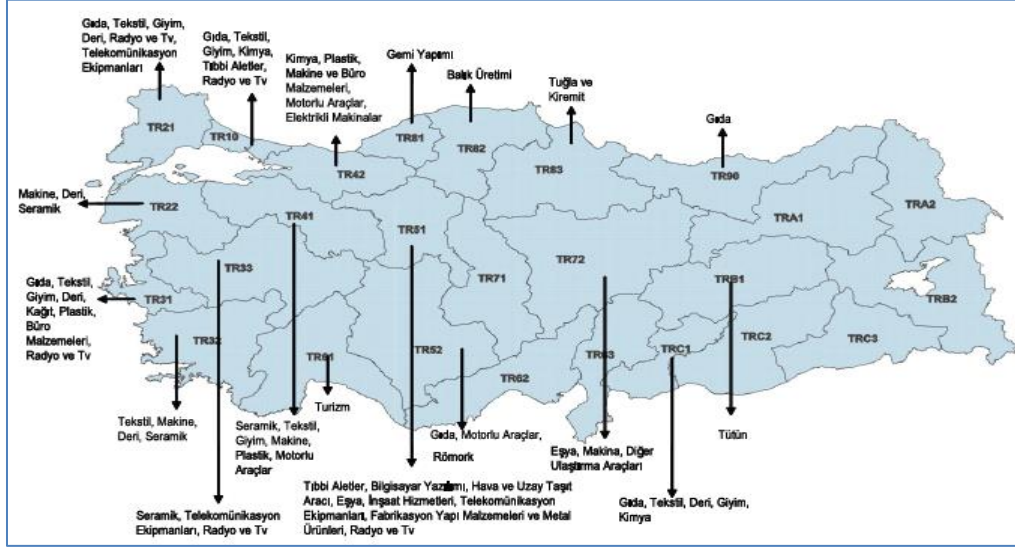 Gıda, Tekstil, Giyim,
Deri, Radyo ve Tv,
Telekomünikasyon
Ekipmanları
Gıda, Tekstil,
Giyim, Kimya,
Tıbbi Aletler,
Radyo ve Tv
Kimya, Plastik,
Makine ve Büro
Malzemeleri,
Motorlu Araçlar,
Elektrikli Makinalar
Gemi Yapımı
Balık Üretimi
Tuğla ve
Kiremit
Gıda
TR21
TR10
TR42
TR81
TR82
TR83
TR90
TRA1
TRA2
Makine, Deri,
Seramik
TR22
TR41
TR51
TR71
TR72
TRB1
TRB2
TR33
Gıda, Tekstil,
Giyim, Deri,
Kağıt, Plastik,
Büro
Malzemeleri,
Radyo ve Tv
TR31
TR32
TR61
TR52
TR62
TR63
TRC1
TRC2
TRC3
Tekstil, Makine,
Deri, Seramik
Seramik, Tekstil,
Giyim, Makine,
Plastik, Motorlu
Araçlar
Turizm
Gıda, Motorlu Araçlar,
Römork
Eşya, Makina, Diğer
Ulaştırma Araçları
Tütün
Seramik, Telekomünikasyon
Ekipmanları, Radyo ve Tv
Tıbbi Aletler, Bilgisayar Yazılımı, Hava ve Uzay Taşıt
Aracı, Eşya, İnşaat Hizmetleri, Telekomünikasyon
Ekipmanları, Fabrikasyon Yapı Malzemeleri ve Metal
Ürünleri, Radyo ve Tv
Gıda, Tekstil, Deri, Giyim,
Kimya